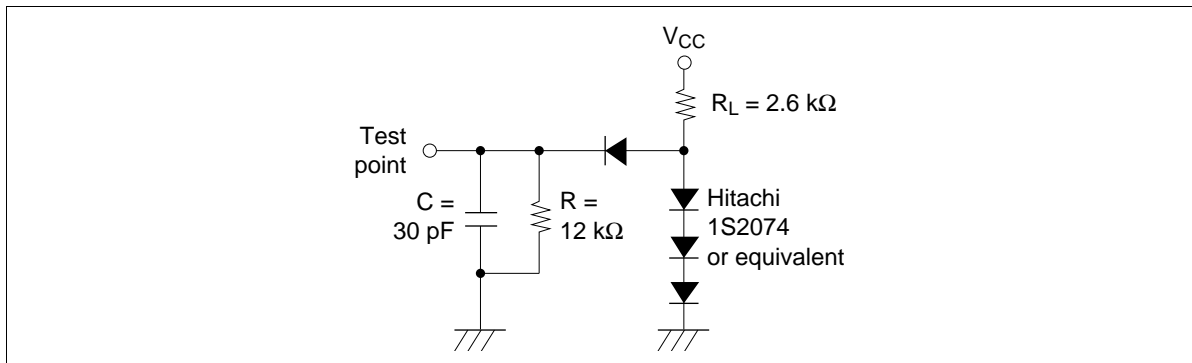 VCC
RL = 2.6 kΩ
Test
point
C =
30 pF
R =
12 kΩ
Hitachi
1S2074
or equivalent